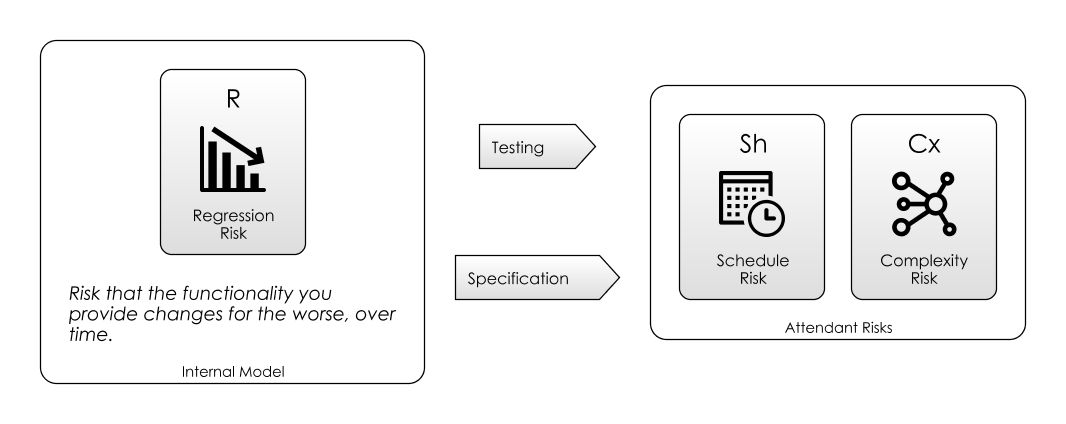 R
Regression
Risk
Risk that the functionality you
provide changes for the worse, over
time.
Internal Model
Testing
Specification
Sh
Schedule
Risk
Cx
Complexity
Risk
Attendant Risks